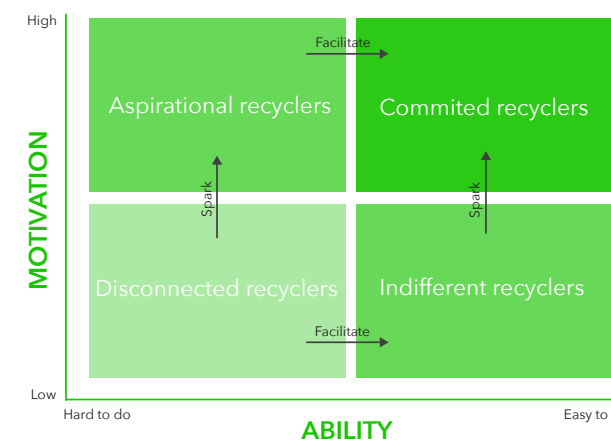 High
Facilitate
Aspirational recyclers
Commited recyclers
MOTIVATION
Spark
Spark
Disconnected recyclers
Indifferent recyclers
Facilitate
Low
Hard to do
Easy to
ABILITY